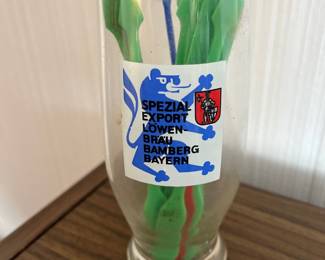 SPEZIAL
EXPORT
LÖWEN-
BRÄU
BAMBERG
BAYERN